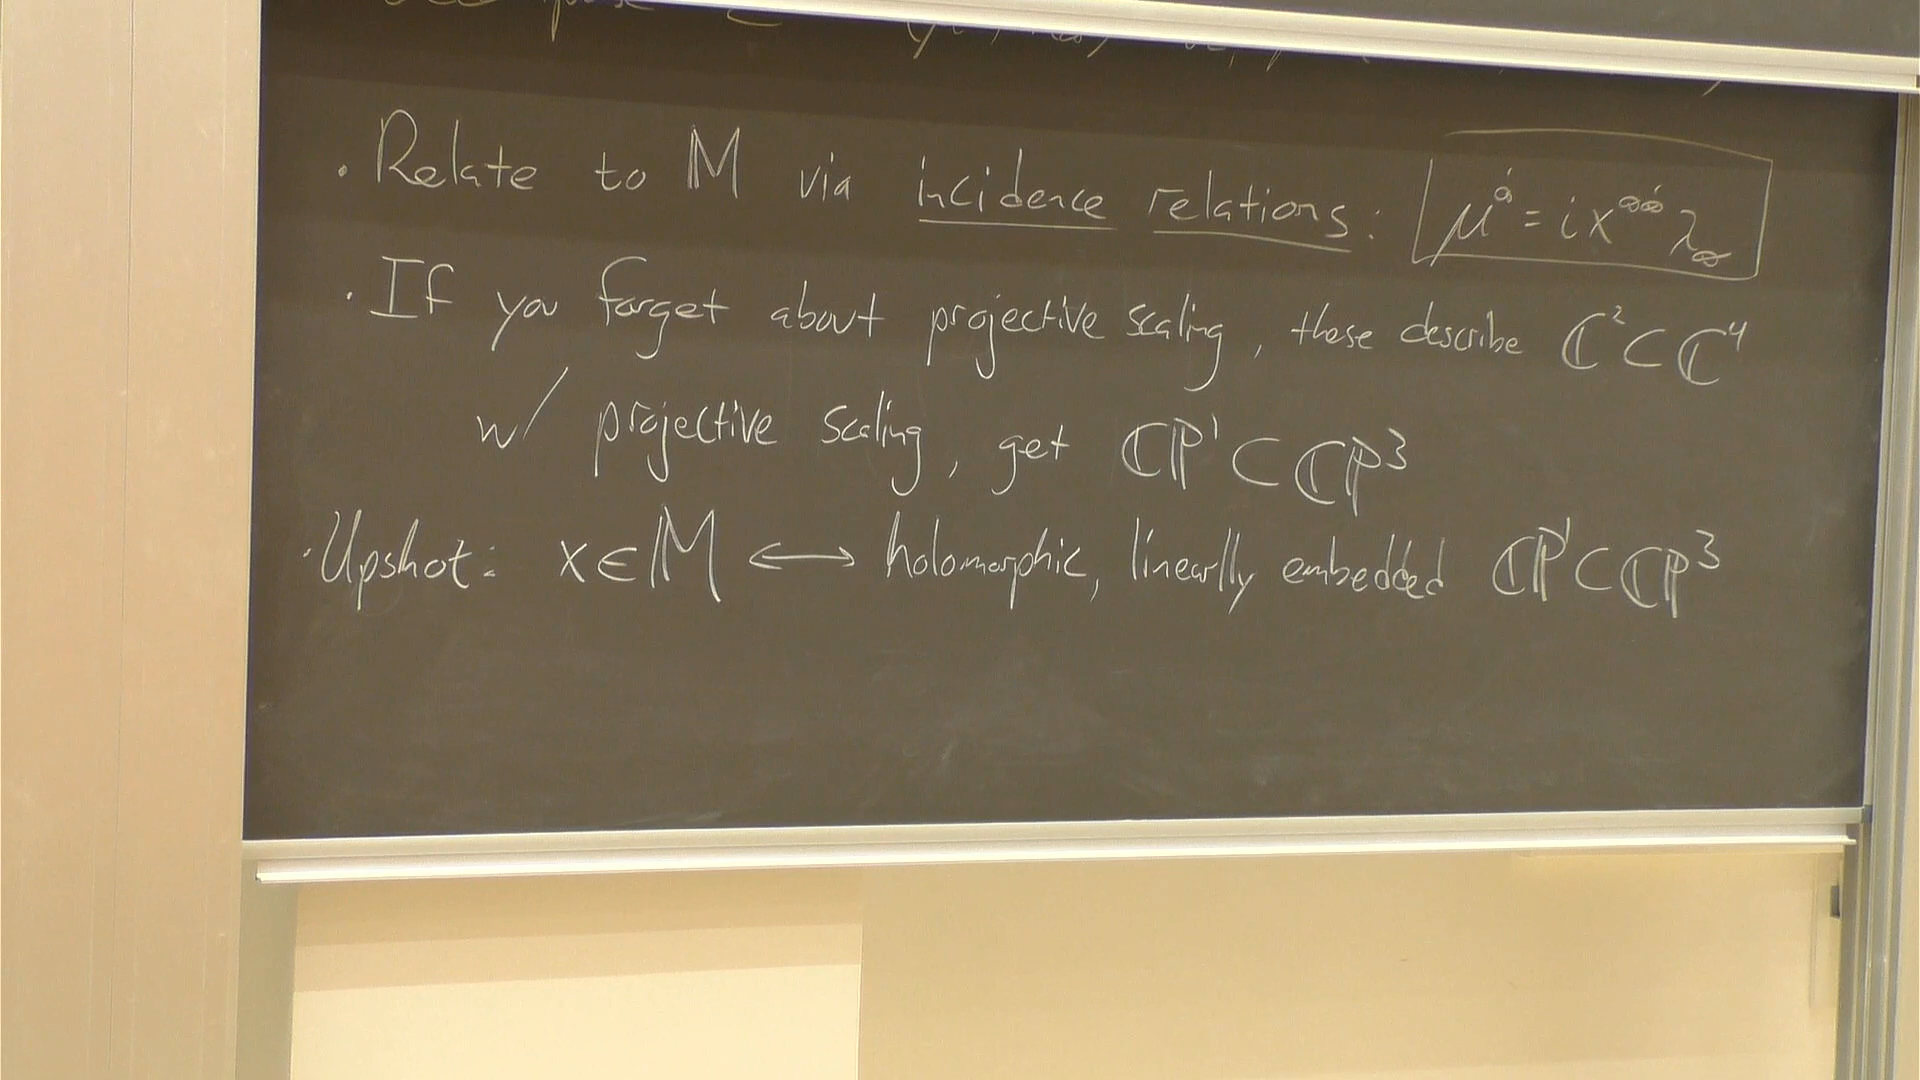 · Relate to 𝕄 via incidence relations: μ^α̇ = i x^αα̇ λ_α
· If you forget about projective scaling, these describe ℂ² ⊂ ℂ⁴
w/ projective scaling, get ℂℙ¹ ⊂ ℂℙ³
· Upshot: x ∈ 𝕄 ⟷ holomorphic, linearly embedded ℂℙ¹ ⊂ ℂℙ³